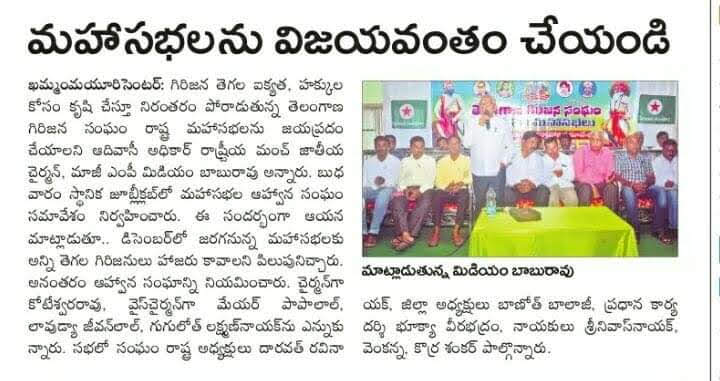 మహాసభలను విజయవంతం చేయండి
ఖమ్మంమయూరిసెంటర్: గిరిజన తెగల ఐక్యత, హక్కుల
కోసం కృషి చేస్తూ నిరంతరం పోరాడుతున్న తెలంగాణ
గిరిజన సంఘం రాష్ట్ర మహాసభలను జయప్రదం
చేయాలని ఆదివాసీ అధికార్ రాష్ట్రీయ మంచ్ జాతీయ
చైర్మన్, మాజీ ఎంపీ మిడియం బాబురావు అన్నారు. బుధ
వారం స్థానిక జూబ్లీక్లబ్‌లో మహాసభల ఆహ్వాన సంఘం
సమావేశం నిర్వహించారు. ఈ సందర్భంగా ఆయన
మాట్లాడుతూ.. డిసెంబర్‌లో జరగనున్న మహాసభలకు
అన్ని తెగల గిరిజనులు హాజరు కావాలని పిలుపునిచ్చారు.
అనంతరం ఆహ్వాన సంఘాన్ని నియమించారు. చైర్మన్‌గా
కోటేశ్వరరావు, వైస్‌చైర్మన్‌గా మేయర్ పాపాలాల్,
లావుడ్యా జీవన్‌లాల్, గుగులోత్ లక్ష్మణ్‌నాయక్‌ను ఎన్నుకు
న్నారు. సభలో సంఘం రాష్ట్ర అధ్యక్షులు దారవత్ రవినా
తెలంగాణ గిరిజన సంఘం
మహాసభలు
మాట్లాడుతున్న మిడియం బాబురావు
యక్, జిల్లా అధ్యక్షులు బాణోత్ బాలాజీ, ప్రధాన కార్య
దర్శి భూక్యా వీరభద్రం, నాయకులు శ్రీనివాస్‌నాయక్,
వెంకన్న, కొర్ర శంకర్ పాల్గొన్నారు.